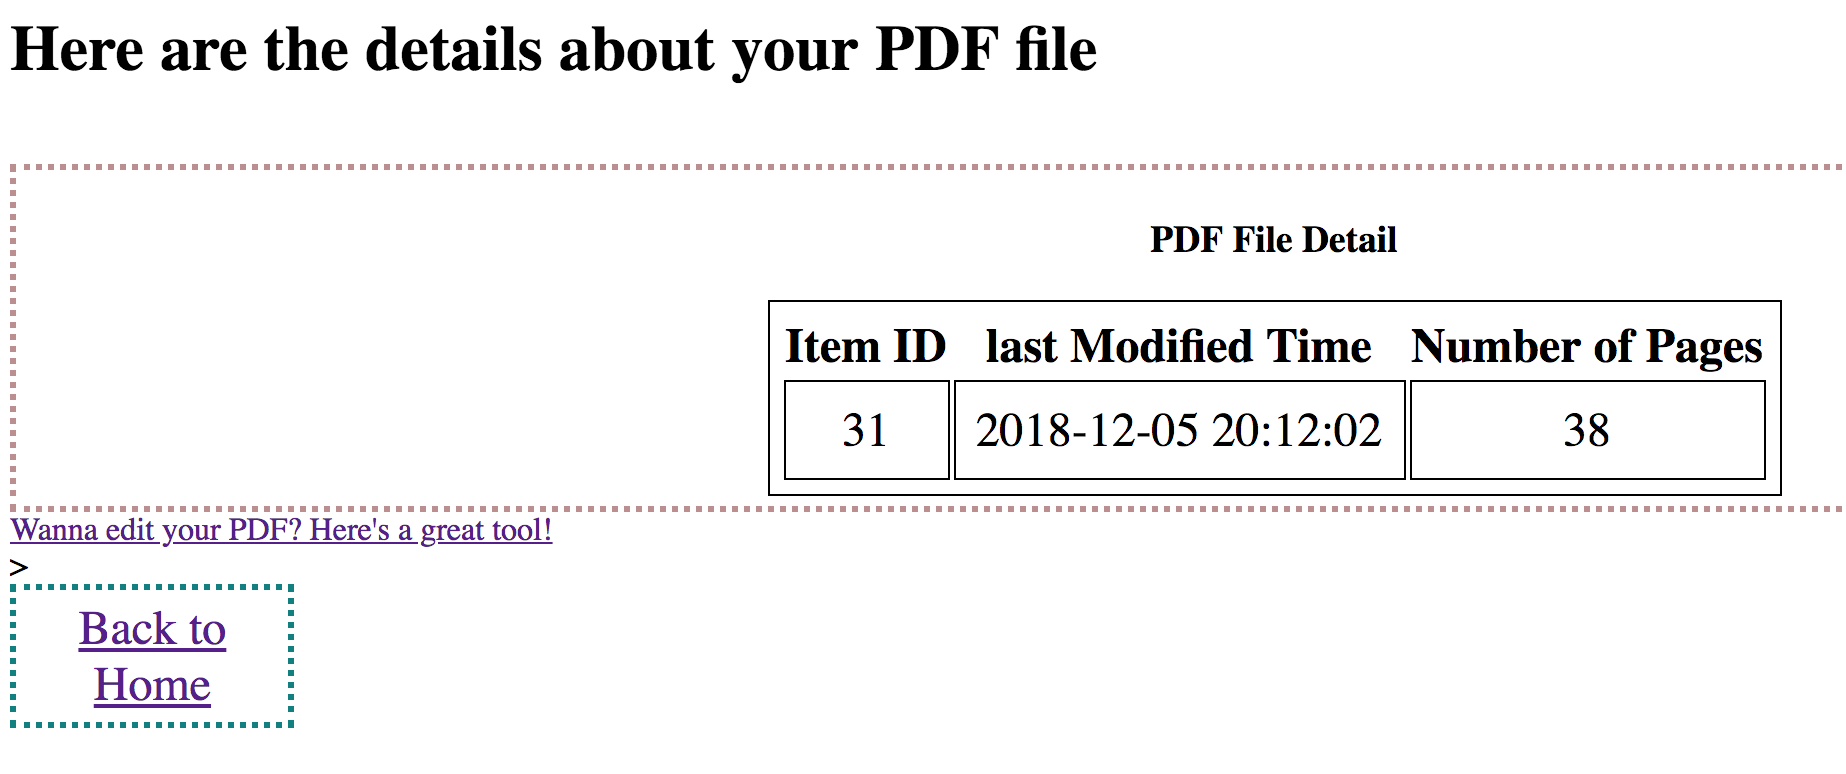 Here are the details about your PDF file
PDF File Detail
Item ID last Modified Time Number of Pages
31 2018-12-05 20:12:02 38
Wanna edit your PDF? Here's a great tool!
>
Back to
Home